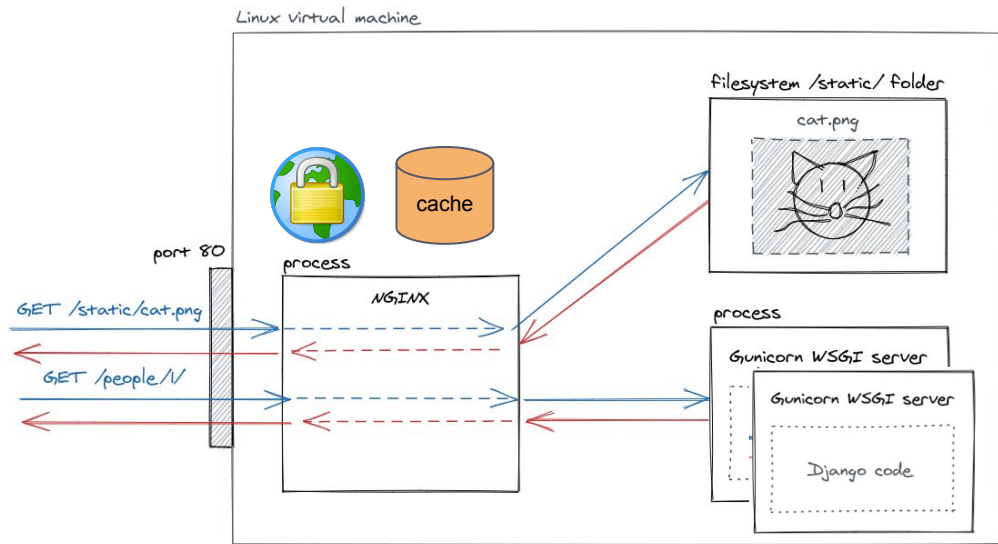 Linux virtual machine
filesystem /static/ folder
cat.png
cache
port 80
process
NGINX
GET /static/cat.png
GET /people/1/
process
Gunicorn WSGI server
Gunicorn WSGI server
Django code